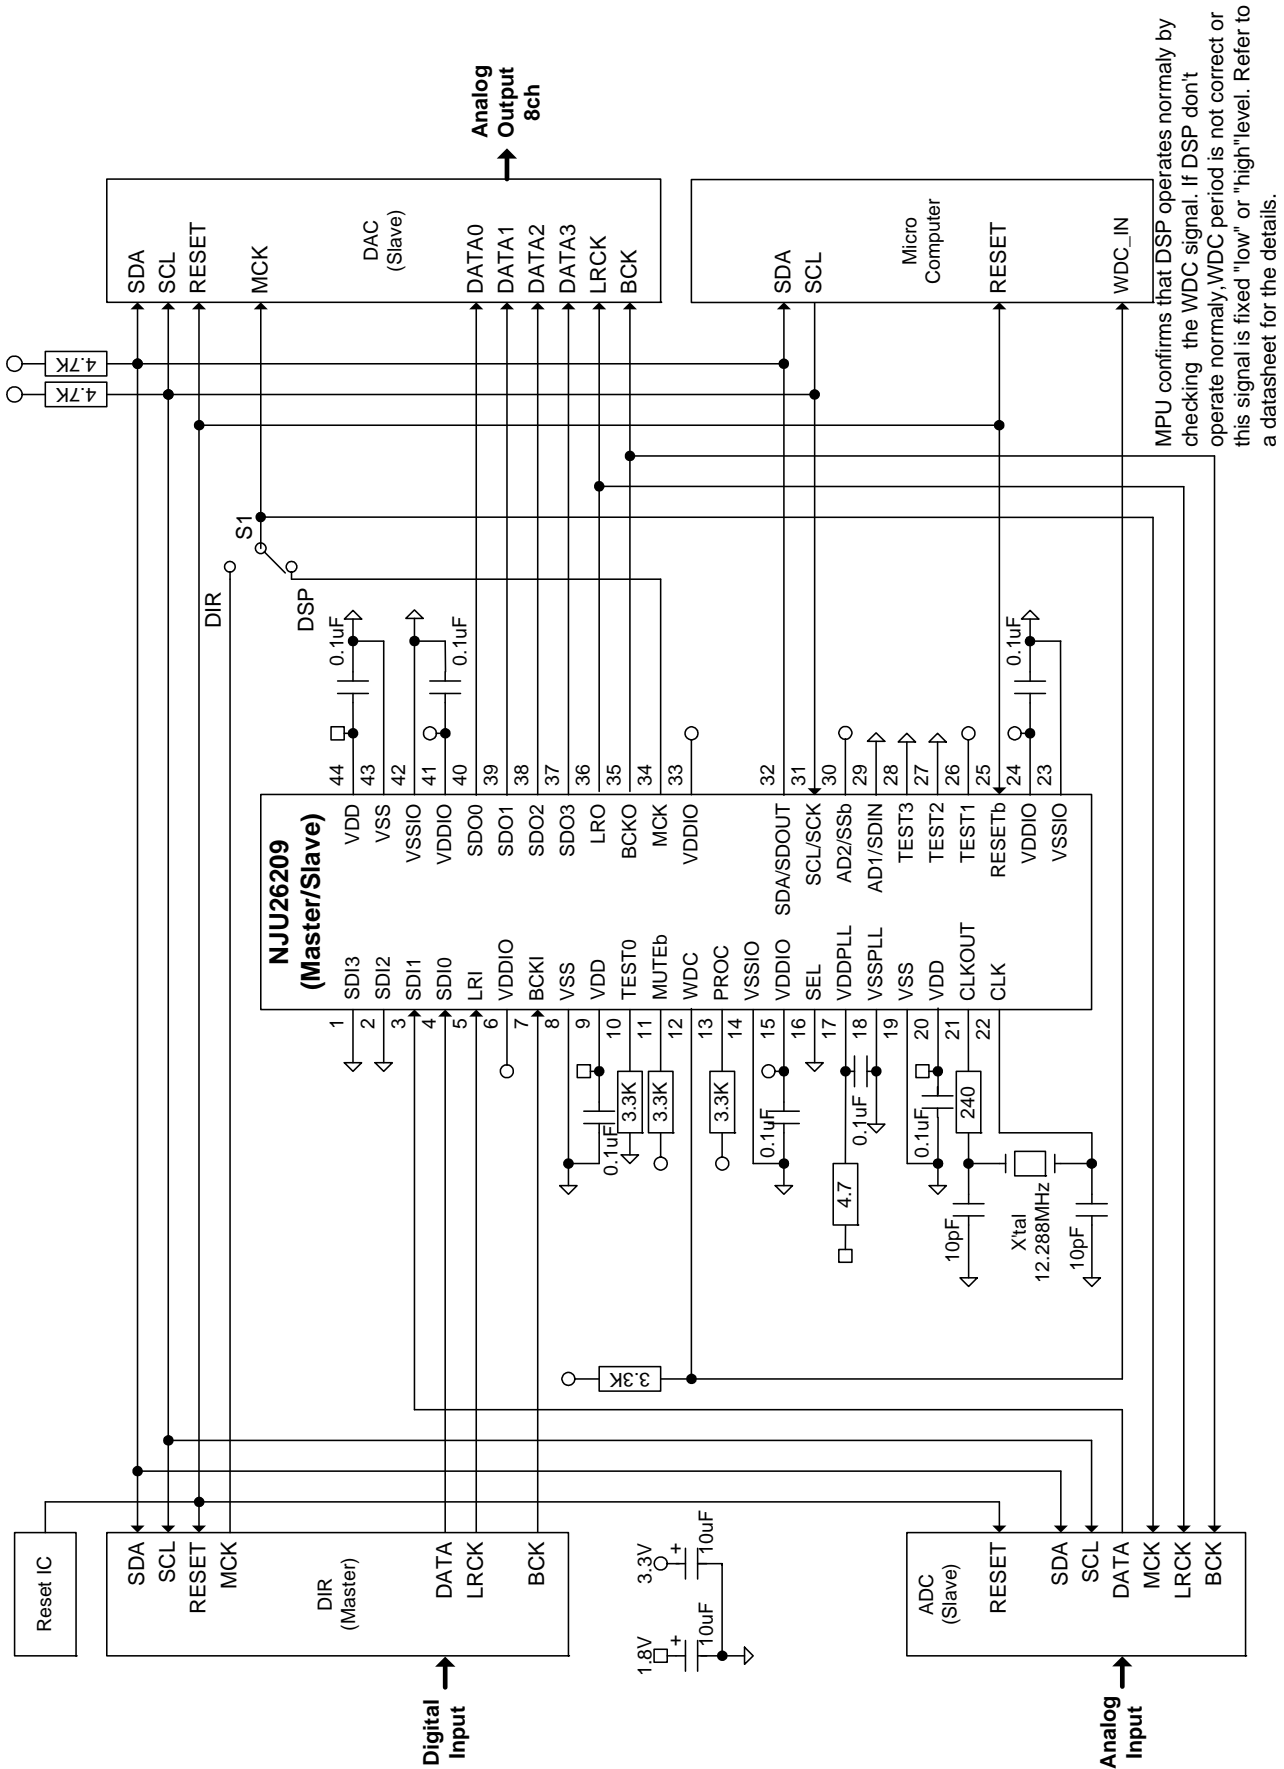 Reset IC
SDA
SCL
RESET
MCK
DIR
(Master)
DATA
LRCK
BCK
Digital
Input
1.8V
3.3V
+
+
10uF
10uF
ADC
(Slave)
RESET
SDA
SCL
DATA
MCK
LRCK
BCK
Analog
Input
3.3K
NJU26209
(Master/Slave)
1
SDI3
2
SDI2
3
SDI1
4
SDI0
5
LRI
6
VDDIO
7
BCKI
8
VSS
9
VDD
10
TEST0
11
MUTEb
12
WDC
13
PROC
14
VSSIO
15
VDDIO
16
SEL
17
VDDPLL
18
VSSPLL
19
VSS
20
VDD
21
CLKOUT
22
CLK
0.1uF
3.3K
3.3K
3.3K
0.1uF
4.7
0.1uF
0.1uF
240
10pF
X'tal
12.288MHz
10pF
44
VDD
43
VSS
42
VSSIO
41
VDDIO
40
SDO0
39
SDO1
38
SDO2
37
SDO3
36
LRO
35
BCKO
34
MCK
33
VDDIO
32
SDA/SDOUT
31
SCL/SCK
30
AD2/SSb
29
AD1/SDIN
28
TEST3
27
TEST2
26
TEST1
25
RESETb
24
VDDIO
23
VSSIO
0.1uF
0.1uF
0.1uF
DIR
S1
DSP
4.7K
4.7K
SDA
SCL
RESET
MCK
DAC
(Slave)
DATA0
DATA1
DATA2
DATA3
LRCK
BCK
Analog
Output
8ch
SDA
SCL
Micro
Computer
RESET
WDC_IN
MPU confirms that DSP operates normaly by
checking the WDC signal. If DSP don't
operate normaly,WDC period is not correct or
this signal is fixed "low" or "high"level. Refer to
a datasheet for the details.